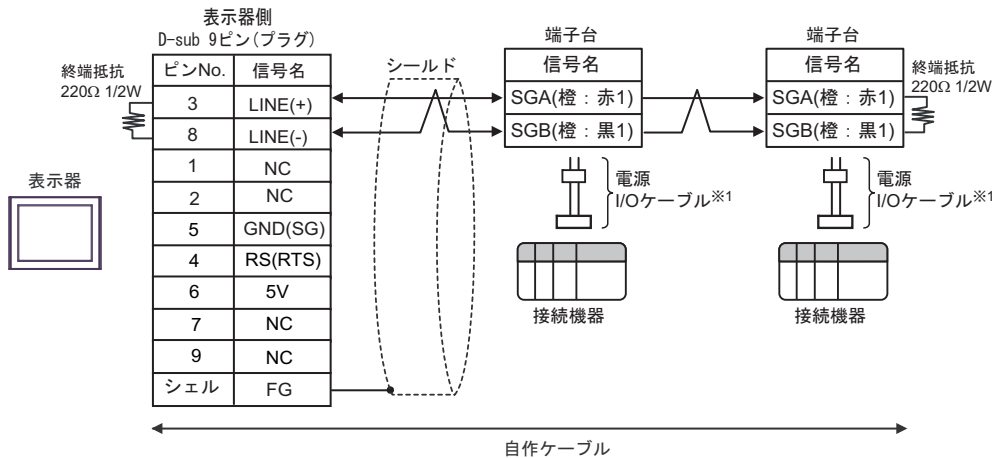 表示器側
D-sub 9ピン(プラグ)
ピンNo. 信号名
3 LINE(+)
8 LINE(-)
1 NC
2 NC
5 GND(SG)
4 RS(RTS)
6 5V
7 NC
9 NC
シェル FG
終端抵抗
220Ω 1/2W
表示器
シールド
端子台
信号名
SGA(橙：赤1)
SGB(橙：黒1)
電源
I/Oケーブル※1
接続機器
端子台
信号名
SGA(橙：赤1)
SGB(橙：黒1)
終端抵抗
220Ω 1/2W
電源
I/Oケーブル※1
接続機器
自作ケーブル